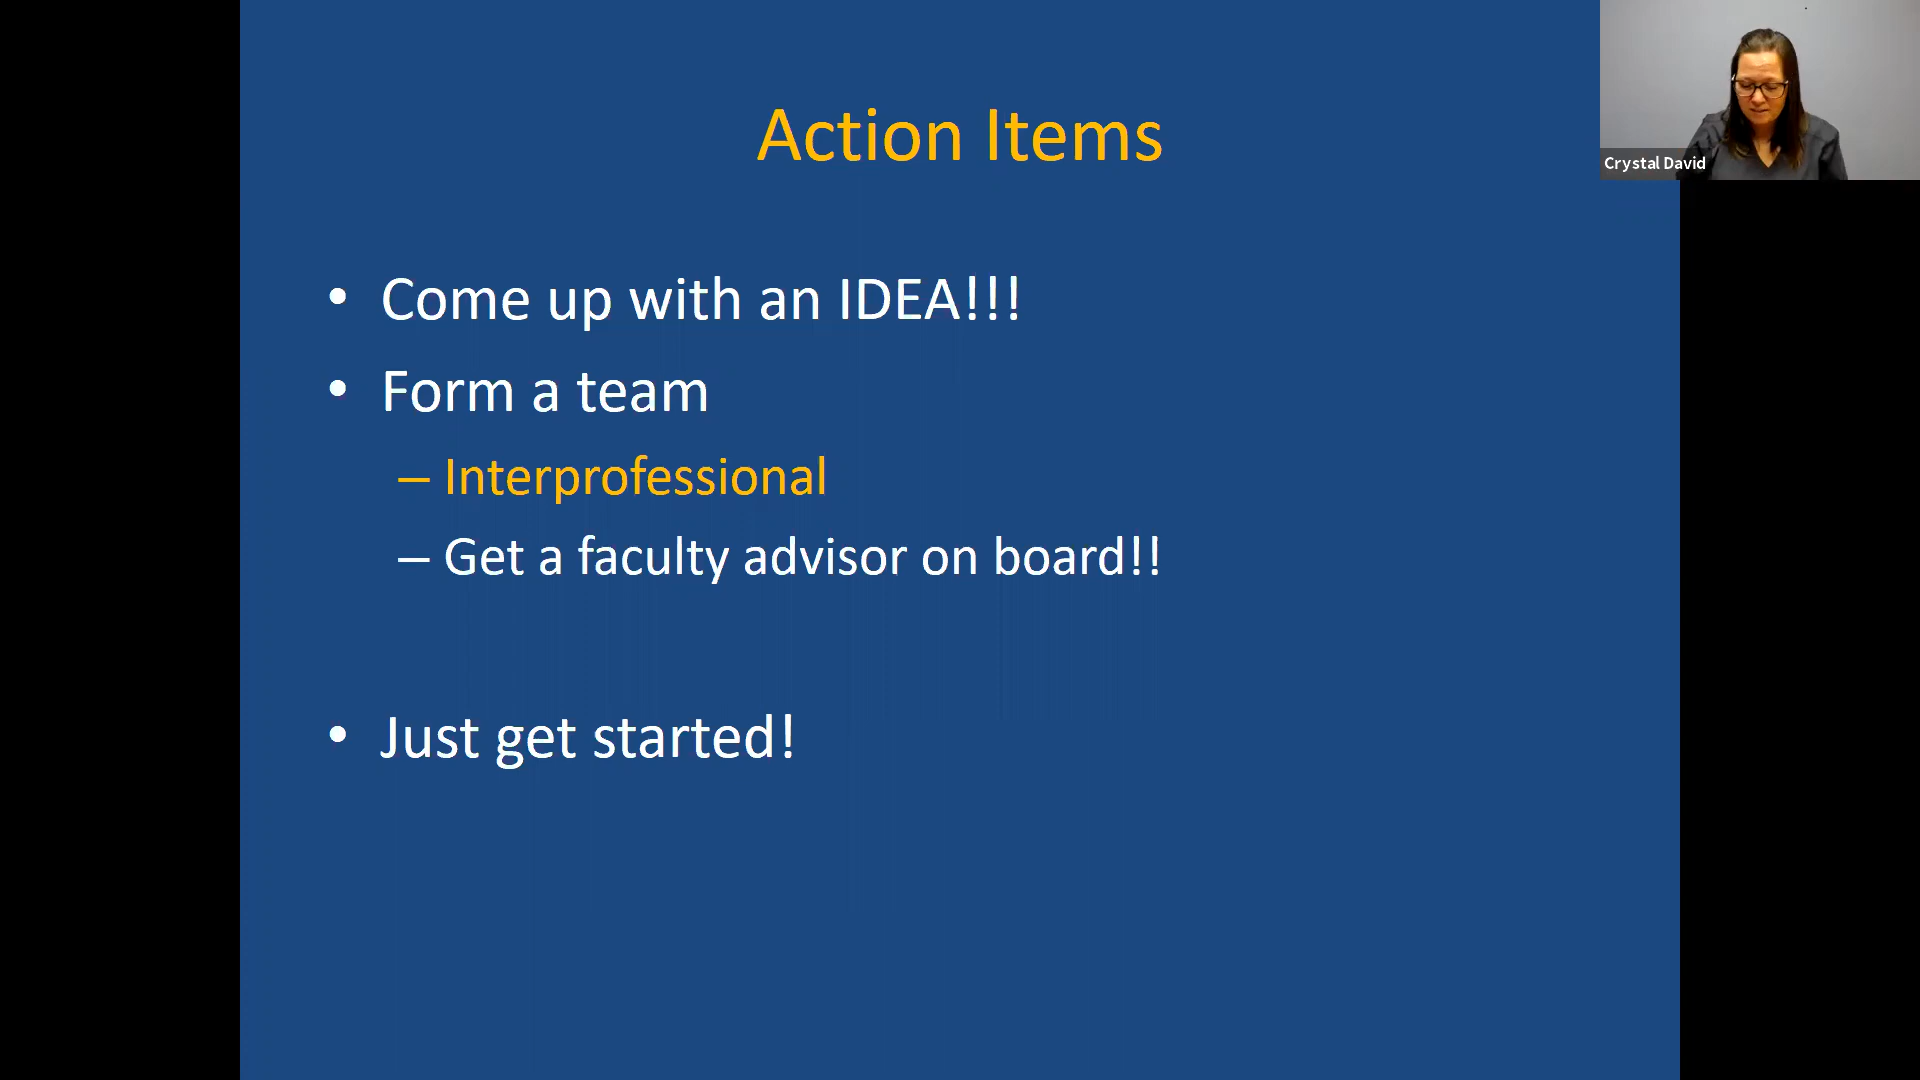 Action Items
Crystal David
• Come up with an IDEA!!!
• Form a team
– Interprofessional
– Get a faculty advisor on board!!
• Just get started!